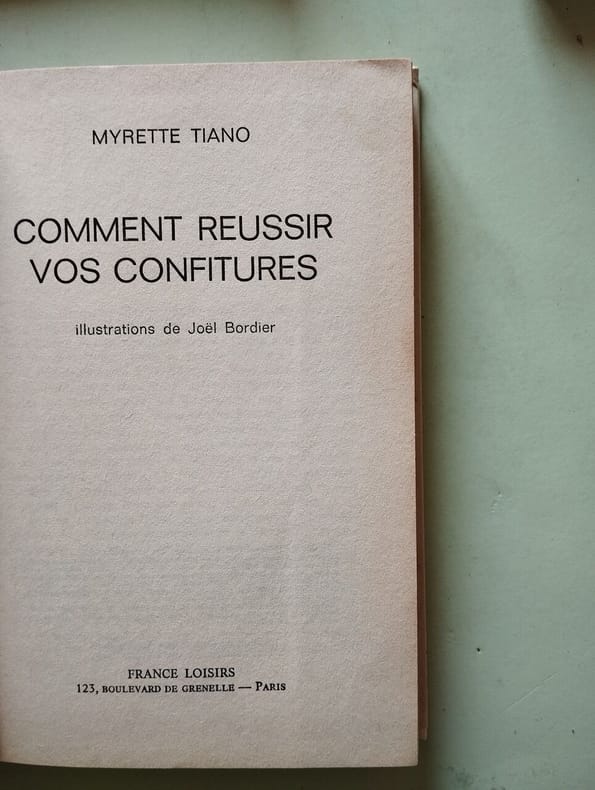 MYRETTE TIANO
COMMENT REUSSIR
VOS CONFITURES
illustrations de Joël Bordier
FRANCE LOISIRS
123, BOULEVARD DE GRENELLE — PARIS